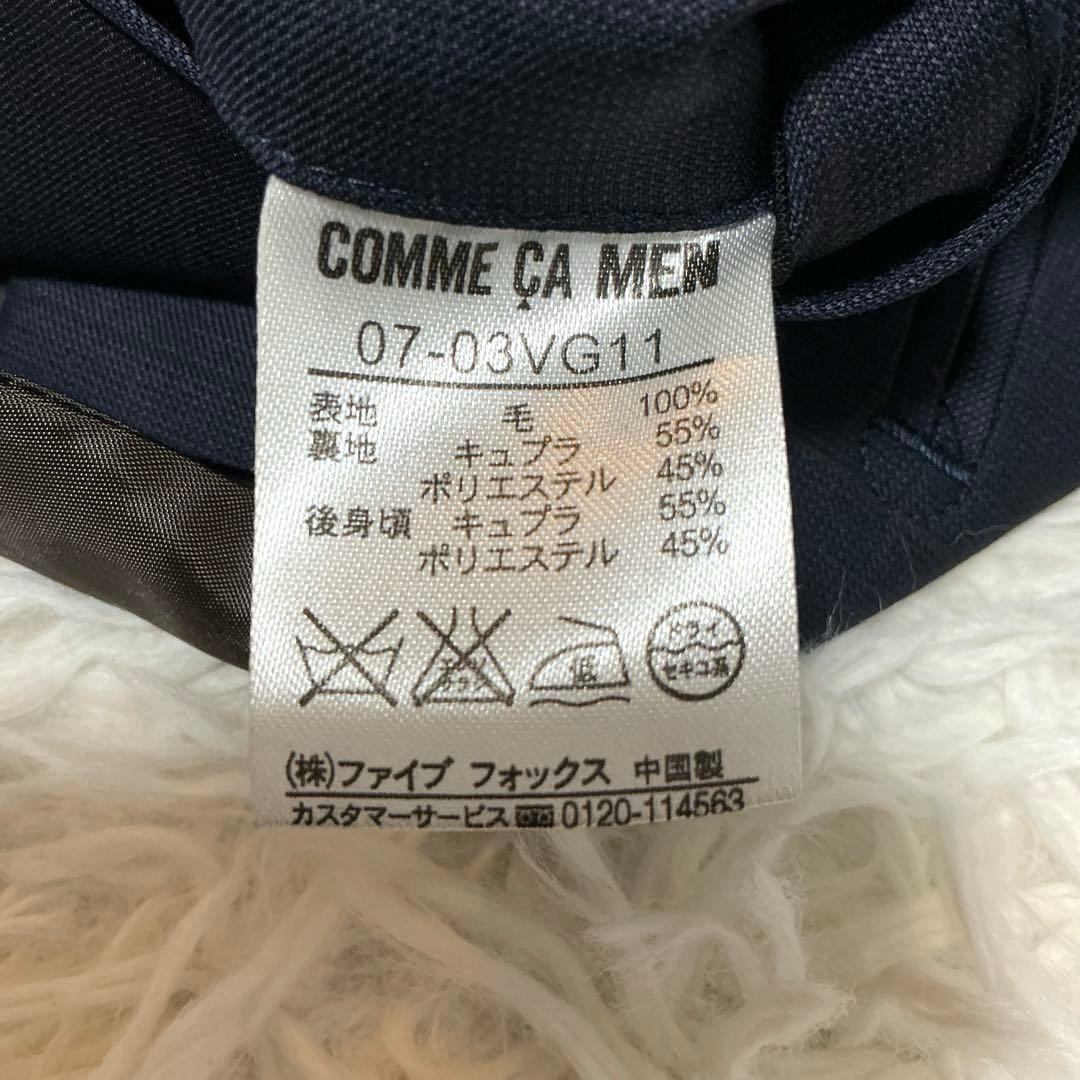 COMME ÇA MEN
07-03VG11
表地 毛 100%
裏地 キュプラ 55%
ポリエステル 45%
後身頃 キュプラ 55%
ポリエステル 45%
低 ドライ
セキユ系
(株)ファイブ フォックス 中国製
カスタマーサービス 0120-114563